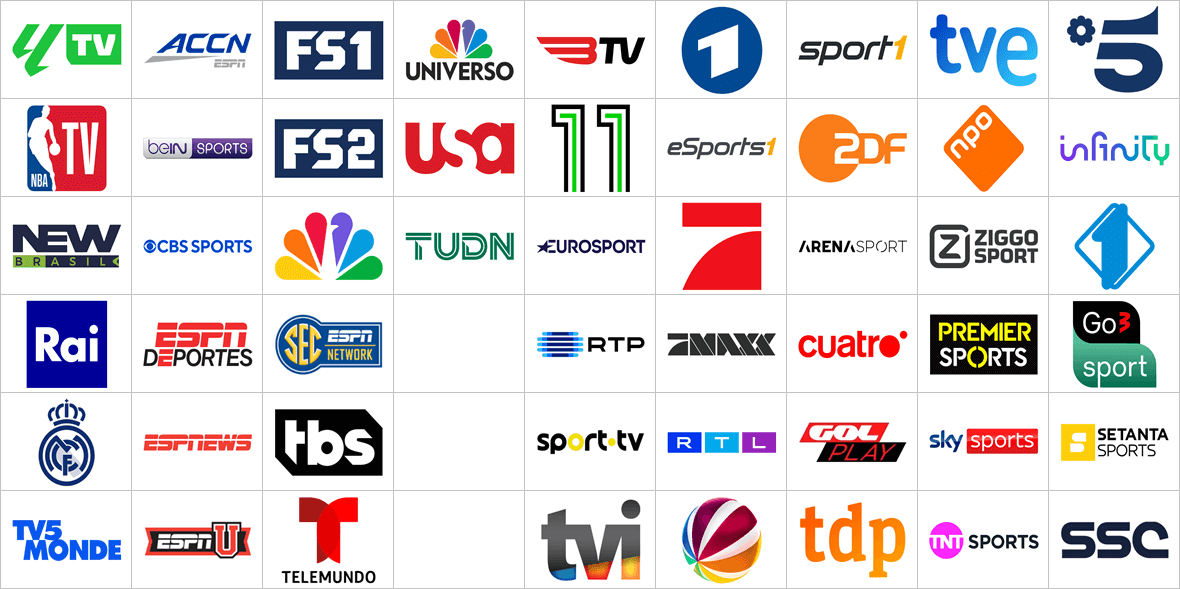 TV
ACCN
ESPN
FS1
UNIVERSO
BTV
1
sport1
tve
5
NBA
TV
beIN SPORTS
FS2
usa
11
eSports1
2DF
npo
infinity
NEW
BRASIL
CBS SPORTS
TUDN
EUROSPORT
7
ARENASPORT
Z
ZIGGO
SPORT
1
Rai
ESPN
DEPORTES
SEC
ESPN
NETWORK
RTP
7MAXX
cuatro
PREMIER
SPORTS
Go3
sport
ESPNEWS
tbs
sport.tv
RTL
GOL
PLAY
sky sports
S
SETANTA
SPORTS
TV5
MONDE
ESPN U
T
TELEMUNDO
tvi
tdp
TNT SPORTS
SSC